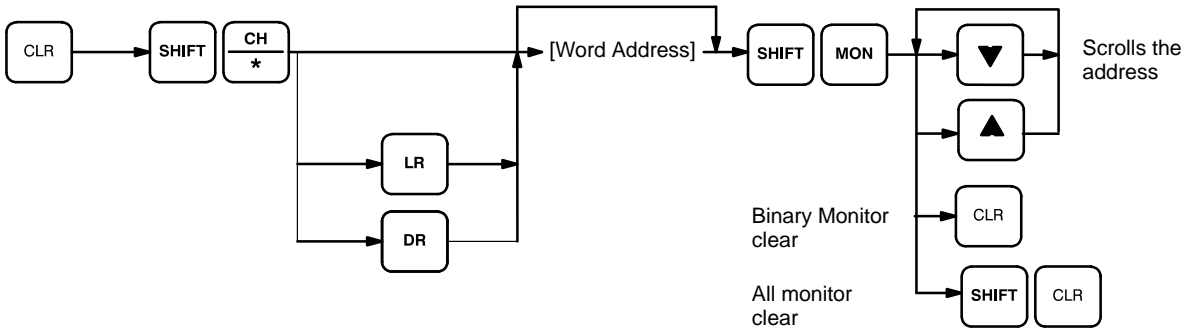 CLR
SHIFT
CH
*
[Word Address]
SHIFT
MON
▼
Scrolls the
address
▲
LR
DR
Binary Monitor
clear
CLR
All monitor
clear
SHIFT
CLR